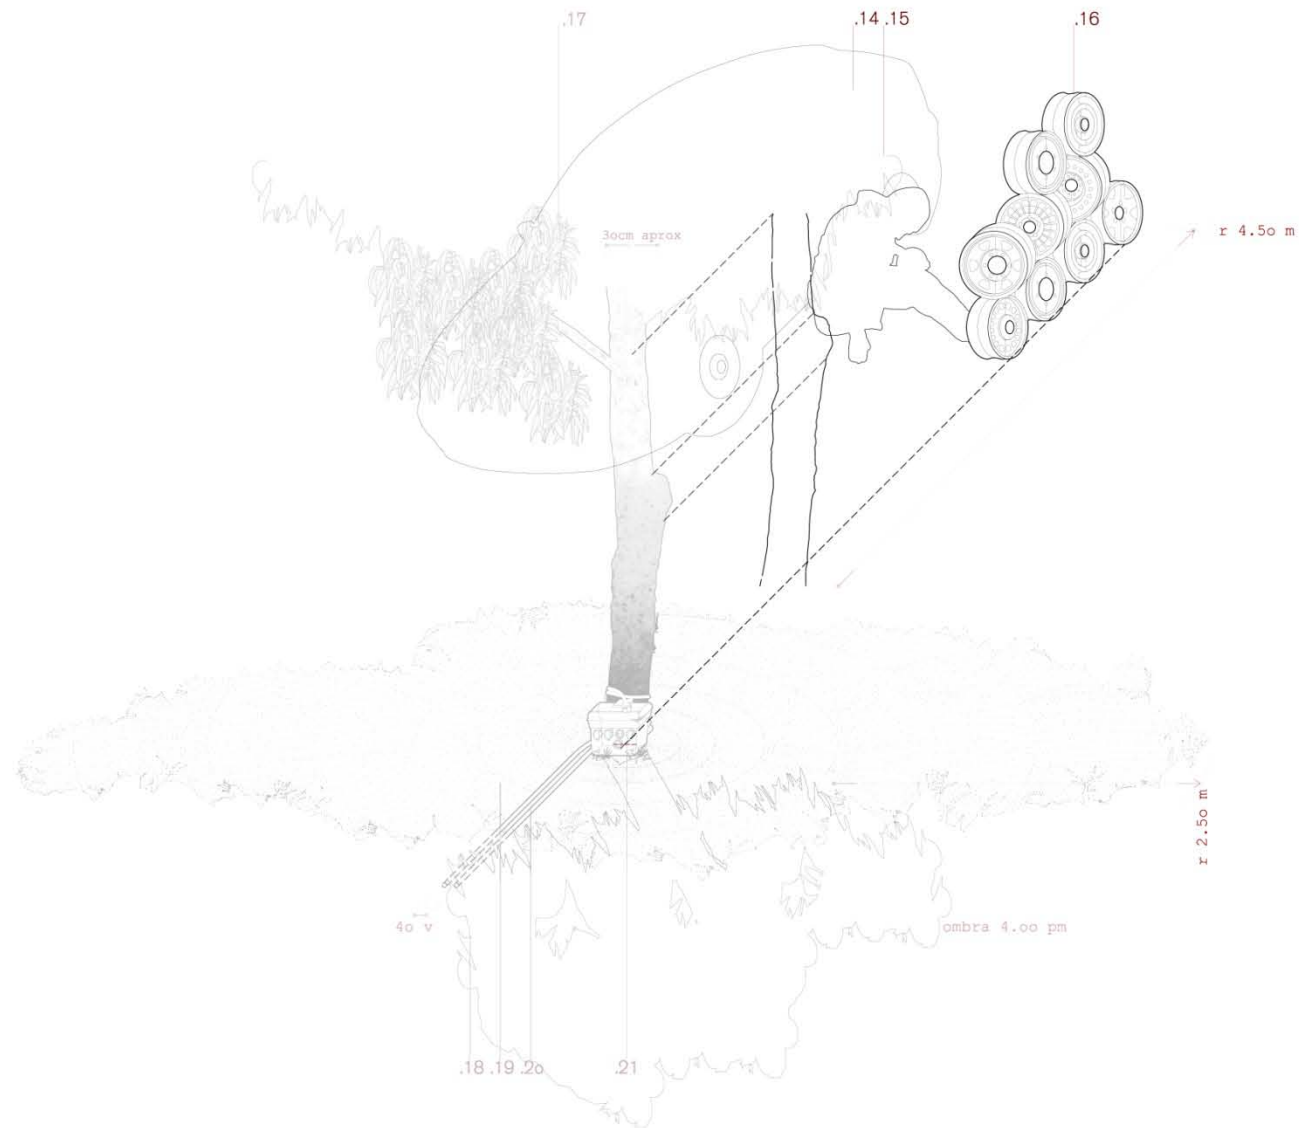 .17
.14 .15
.16
3ocm aprox
r 4.5o m
r 2.5o m
4o v
ombra 4.oo pm
.18 .19 .2o
.21